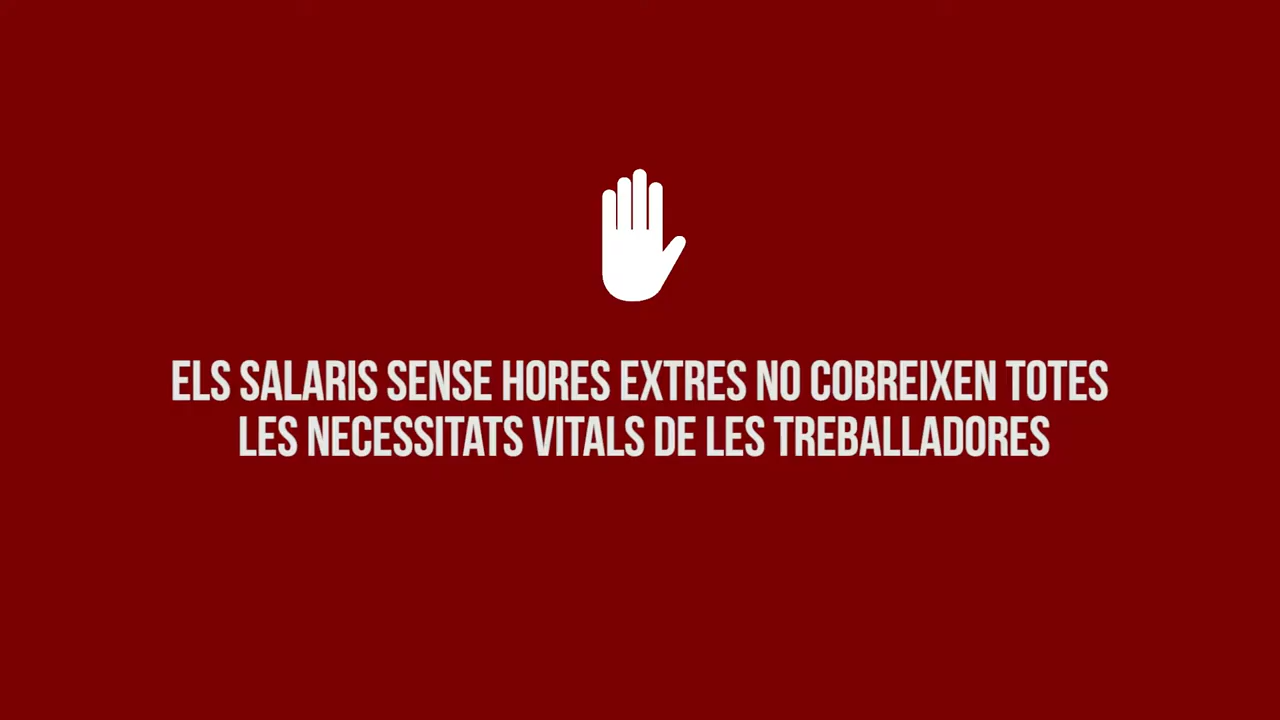 ELS SALARIS SENSE HORES EXTRES NO COBREIXEN TOTES
LES NECESSITATS VITALS DE LES TREBALLADORES